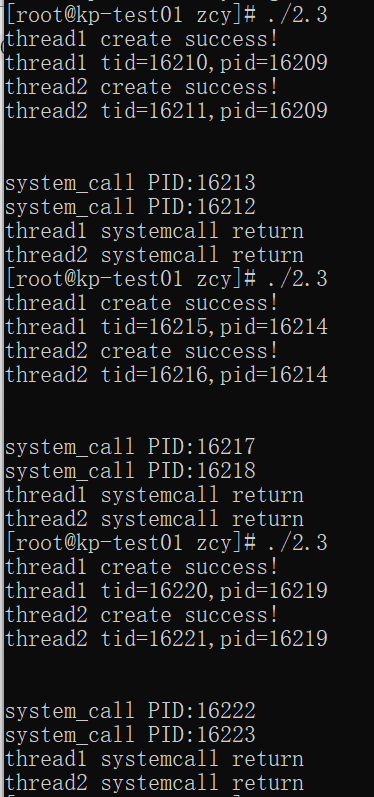 [root@kp-test01 zcy]# ./2.3
thread1 create success!
thread1 tid=16210,pid=16209
thread2 create success!
thread2 tid=16211,pid=16209
system_call PID:16213
system_call PID:16212
thread1 systemcall return
thread2 systemcall return
[root@kp-test01 zcy]# ./2.3
thread1 create success!
thread1 tid=16215,pid=16214
thread2 create success!
thread2 tid=16216,pid=16214
system_call PID:16217
system_call PID:16218
thread1 systemcall return
thread2 systemcall return
[root@kp-test01 zcy]# ./2.3
thread1 create success!
thread1 tid=16220,pid=16219
thread2 create success!
thread2 tid=16221,pid=16219
system_call PID:16222
system_call PID:16223
thread1 systemcall return
thread2 systemcall return